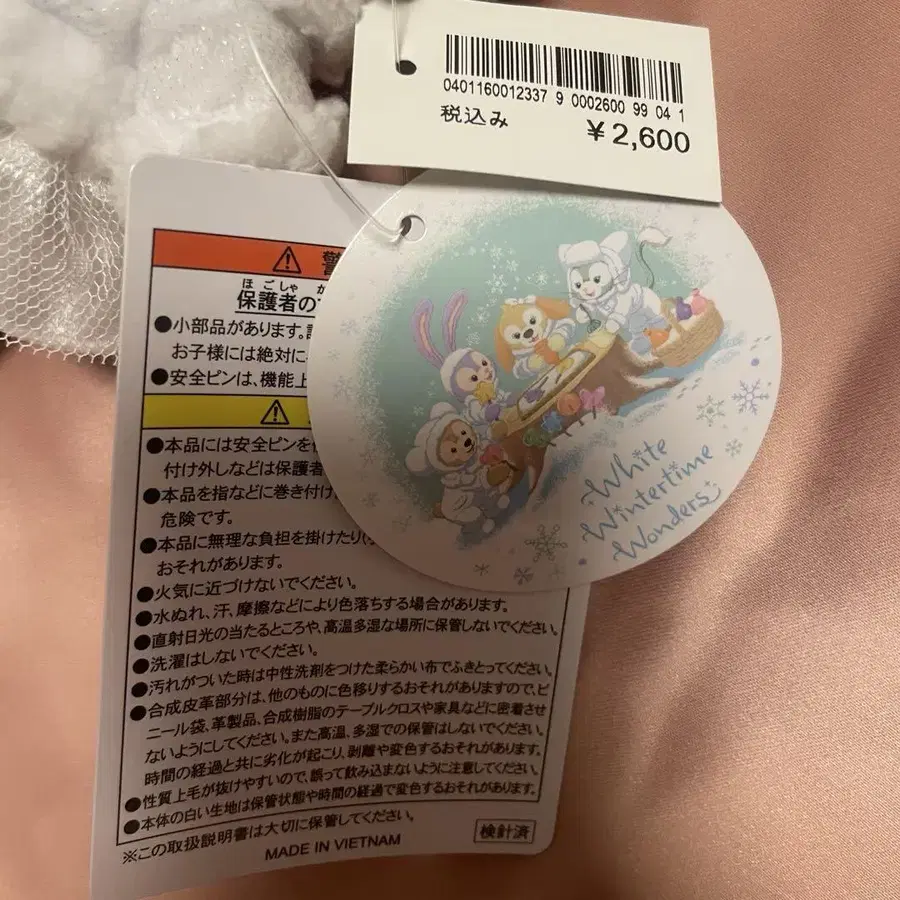 0401160012337 9 0002600 99 04 1
税込み
¥2,600
White
Wintertime
Wonders
警
ほごしゃ
保護者の
●小部品があります。
お子様には絶対に
●安全ピンは、機能上
●本品には安全ピンを
付け外しなどは保護者
●本品を指などに巻き付け
危険です。
●本品に無理な負担を掛けたり
おそれがあります。
●火気に近づけないでください。
●水ぬれ、汗、摩擦などにより色落ちする場合があります。
●直射日光の当たるところや、高温多湿な場所に保管しないでください。
●洗濯はしないでください。
●汚れがついた時は中性洗剤をつけた柔らかい布でふきとってください。
●合成皮革部分は、他のものに色移りするおそれがありますので、ビ
ニール袋、革製品、合成樹脂のテーブルクロスや家具などに密着させ
ないようにしてください。また高温、多湿での保管はしないでください。
時間の経過と共に劣化が起こり、剥離や変色するおそれがあります。
●性質上毛が抜けやすいので、誤って飲み込まないように注意してください。
●本体の白い生地は保管状態や時間の経過で変色するおそれがあります。
※この取扱説明書は大切に保管してください。
検針済
MADE IN VIETNAM